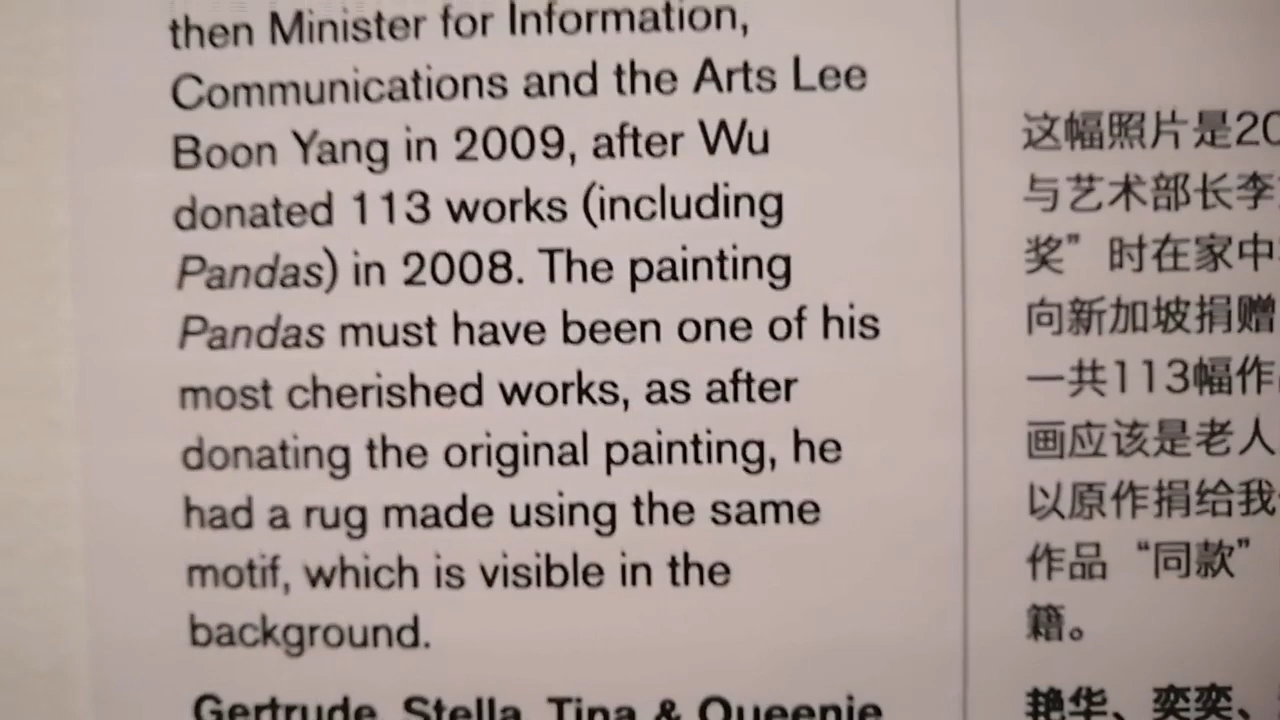 then Minister for Information,
Communications and the Arts Lee
Boon Yang in 2009, after Wu
donated 113 works (including
Pandas) in 2008. The painting
Pandas must have been one of his
most cherished works, as after
donating the original painting, he
had a rug made using the same
motif, which is visible in the
background.
Gertrude, Stella, Tina & Queenie
这幅照片是20
与艺术部长李
奖”时在家中
向新加坡捐赠
一共113幅作
画应该是老人
以原作捐给我
作品“同款”
籍。
艳华、奕奕、